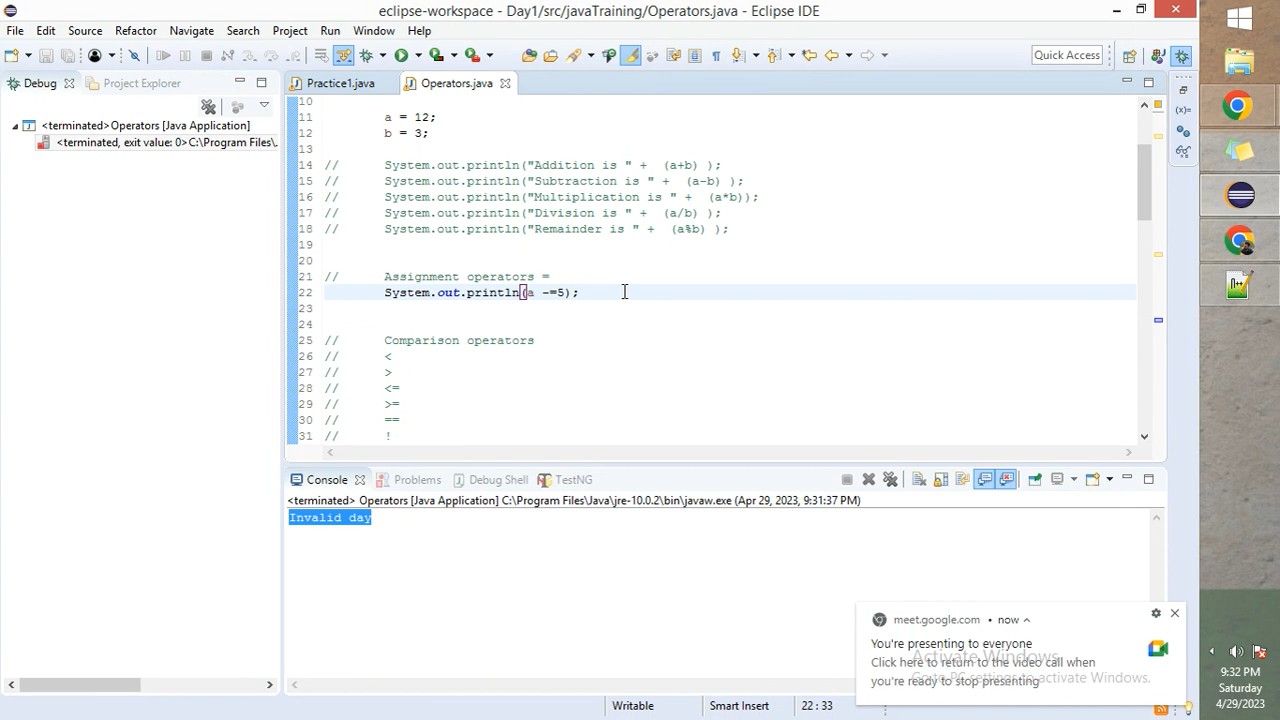 eclipse-workspace - Day1/src/javaTraining/Operators.java - Eclipse IDE
File Edit Source Refactor Navigate Search Project Run Window Help
Quick Access
Debug Project Explorer
Practice1.java Operators.java
<terminated>Operators [Java Application]
<terminated, exit value: 0>C:\Program Files\.
10
11 a = 12;
12 b = 3;
13
14 // System.out.println("Addition is " + (a+b) );
15 // System.out.println("Subtraction is " + (a-b) );
16 // System.out.println("Multiplication is " + (a*b));
17 // System.out.println("Division is " + (a/b) );
18 // System.out.println("Remainder is " + (a%b) );
19
20
21 // Assignment operators =
22 System.out.println(a -=5);
23
24
25 // Comparison operators
26 // <
27 // >
28 // <=
29 // >=
30 // ==
31 // !
Console Problems Debug Shell TestNG
<terminated> Operators [Java Application] C:\Program Files\Java\jre-10.0.2\bin\javaw.exe (Apr 29, 2023, 9:31:37 PM)
Invalid day
meet.google.com • now
You're presenting to everyone
Click here to return to the video call when
you're ready to stop presenting
Activate Windows
Go to PC settings to activate Windows.
Writable Smart Insert 22 : 33
9:32 PM
Saturday
4/29/2023